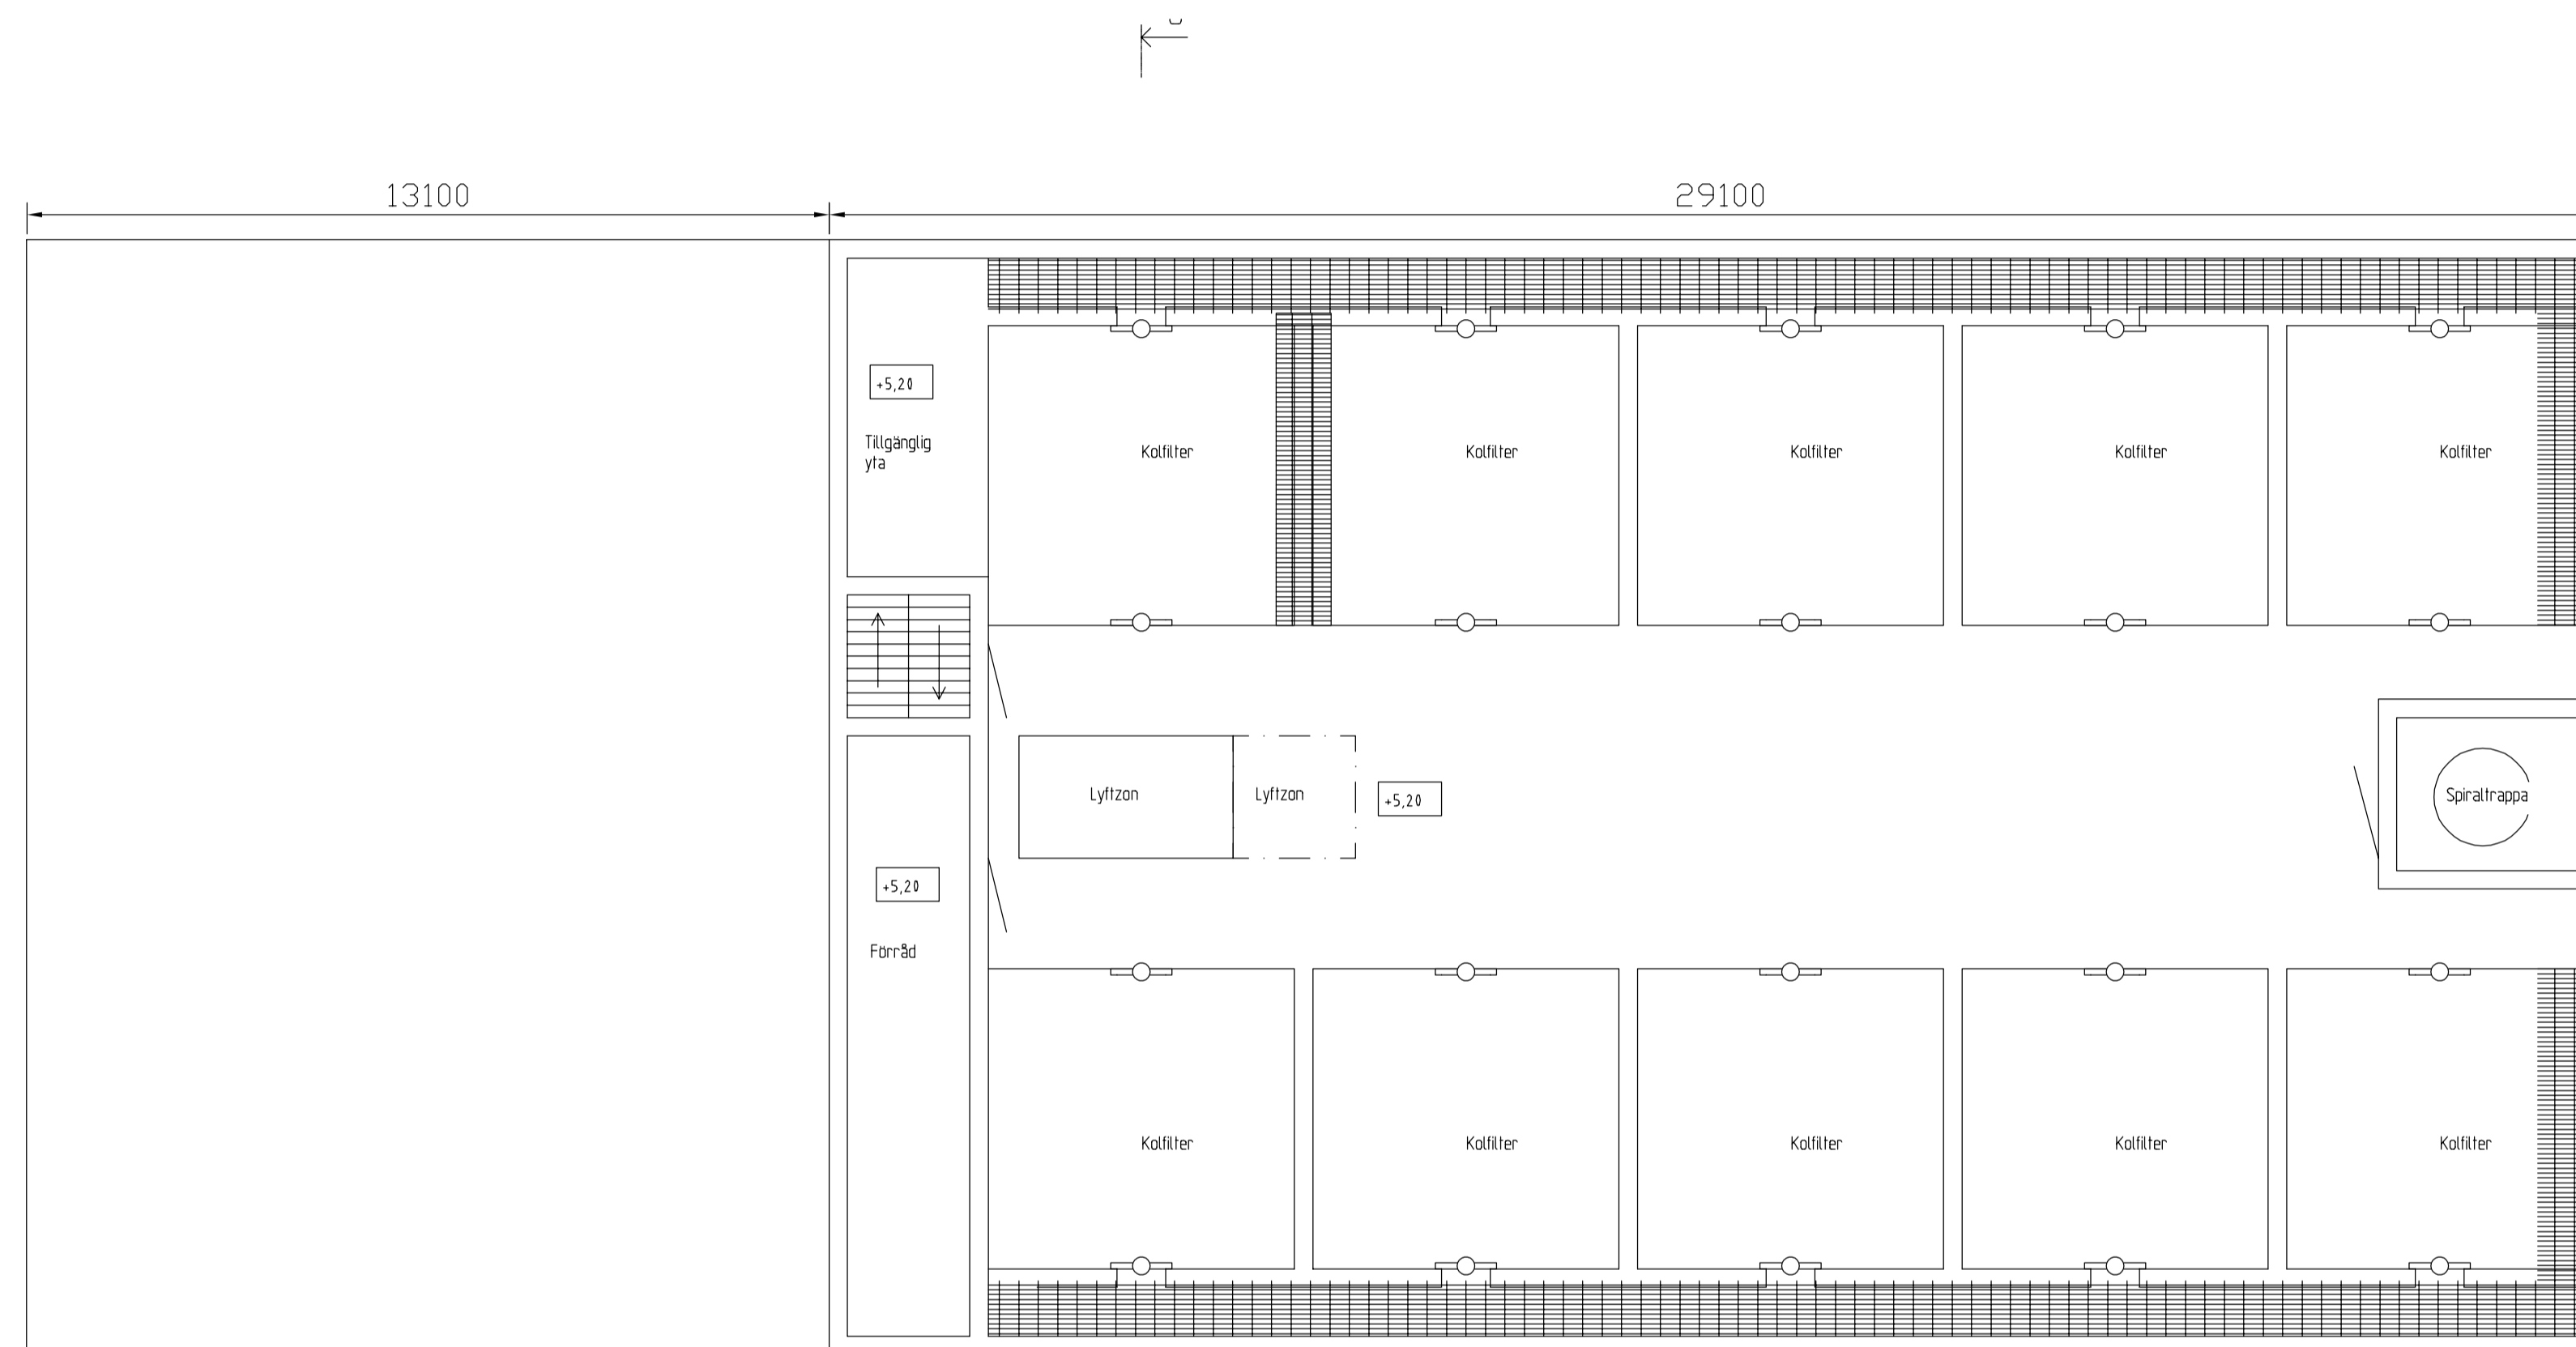 13100
29100
+5,20
Tillgänglig
yta
Kolfilter
Kolfilter
Kolfilter
Kolfilter
Kolfilter
Lyftzon
Lyftzon
+5,20
Spiraltrappa
+5,20
Förråd
Kolfilter
Kolfilter
Kolfilter
Kolfilter
Kolfilter